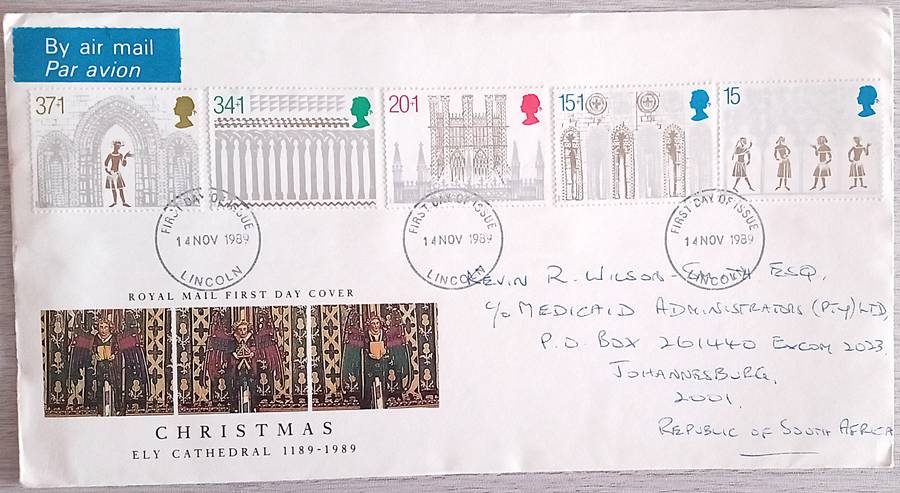 By air mail
Par avion
37+1
34+1
20+1
15+1
15
FIRST DAY OF ISSUE
14 NOV 1989
LINCOLN
FIRST DAY OF ISSUE
14 NOV 1989
LINCOLN
FIRST DAY OF ISSUE
14 NOV 1989
LINCOLN
KEVIN R. WILSON-SMITH ESQ.
c/o MEDICAID ADMINISTRATORS (Pty) LTD,
P.O. BOX 261440 EXCOM 2023
JOHANNESBURG,
2001.
REPUBLIC OF SOUTH AFRICA
ROYAL MAIL FIRST DAY COVER
CHRISTMAS
ELY CATHEDRAL 1189-1989